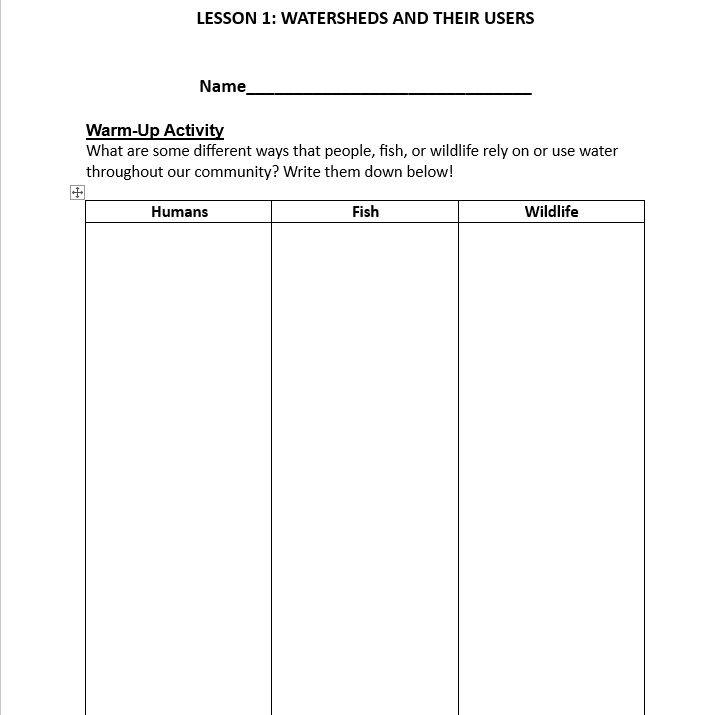 LESSON 1: WATERSHEDS AND THEIR USERS
Name______________________________
Warm-Up Activity
What are some different ways that people, fish, or wildlife rely on or use water
throughout our community? Write them down below!
Humans Fish Wildlife